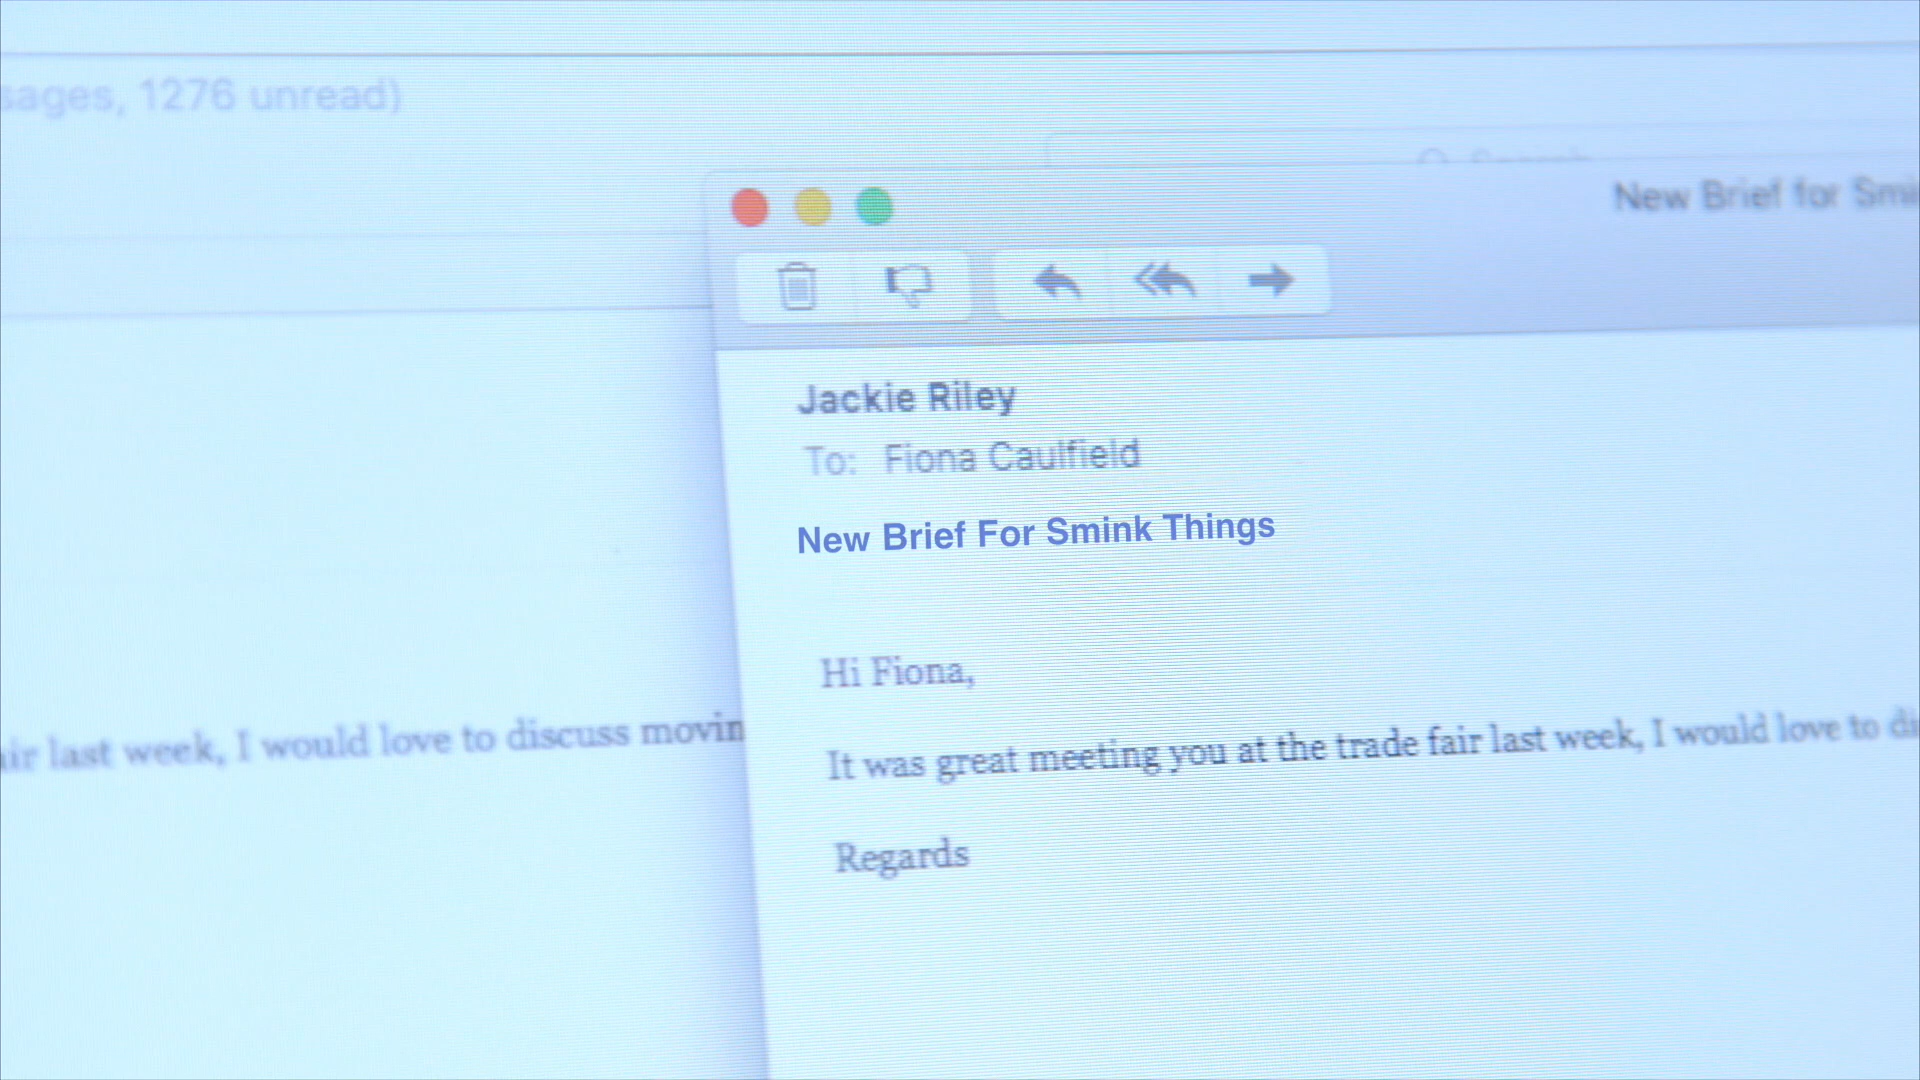 sages, 1276 unread)
Search
New Brief for Smi
Jackie Riley
To: Fiona Caulfield
New Brief For Smink Things
Hi Fiona,
air last week, I would love to discuss movin
It was great meeting you at the trade fair last week, I would love to di
Regards